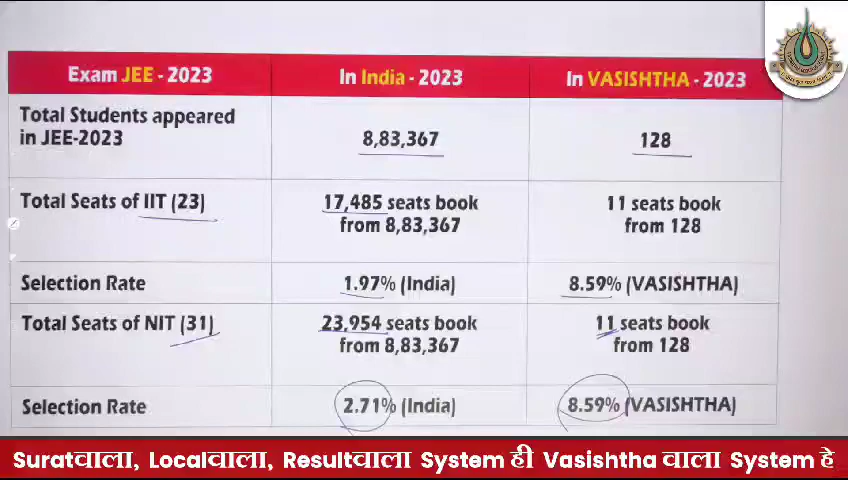 Exam JEE - 2023
In India - 2023
In VASISHTHA - 2023
Total Students appeared
in JEE-2023
8,83,367
128
Total Seats of IIT (23)
17,485 seats book
from 8,83,367
11 seats book
from 128
Selection Rate
1.97% (India)
8.59% (VASISHTHA)
Total Seats of NIT (31)
23,954 seats book
from 8,83,367
11 seats book
from 128
Selection Rate
2.71% (India)
8.59% (VASISHTHA)
Suratवाला, Localवाला, Resultवाला System ही Vasishtha वाला System हे